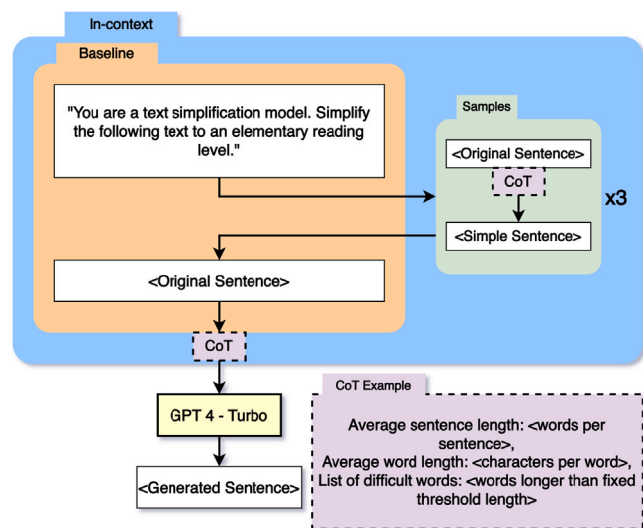 In-context
Baseline
"You are a text simplification model. Simplify
the following text to an elementary reading
level."
Samples
<Original Sentence>
CoT
<Simple Sentence>
x3
<Original Sentence>
CoT
GPT 4 - Turbo
<Generated Sentence>
CoT Example
Average sentence length: <words per
sentence>,
Average word length: <characters per word>,
List of difficult words: <words longer than fixed
threshold length>